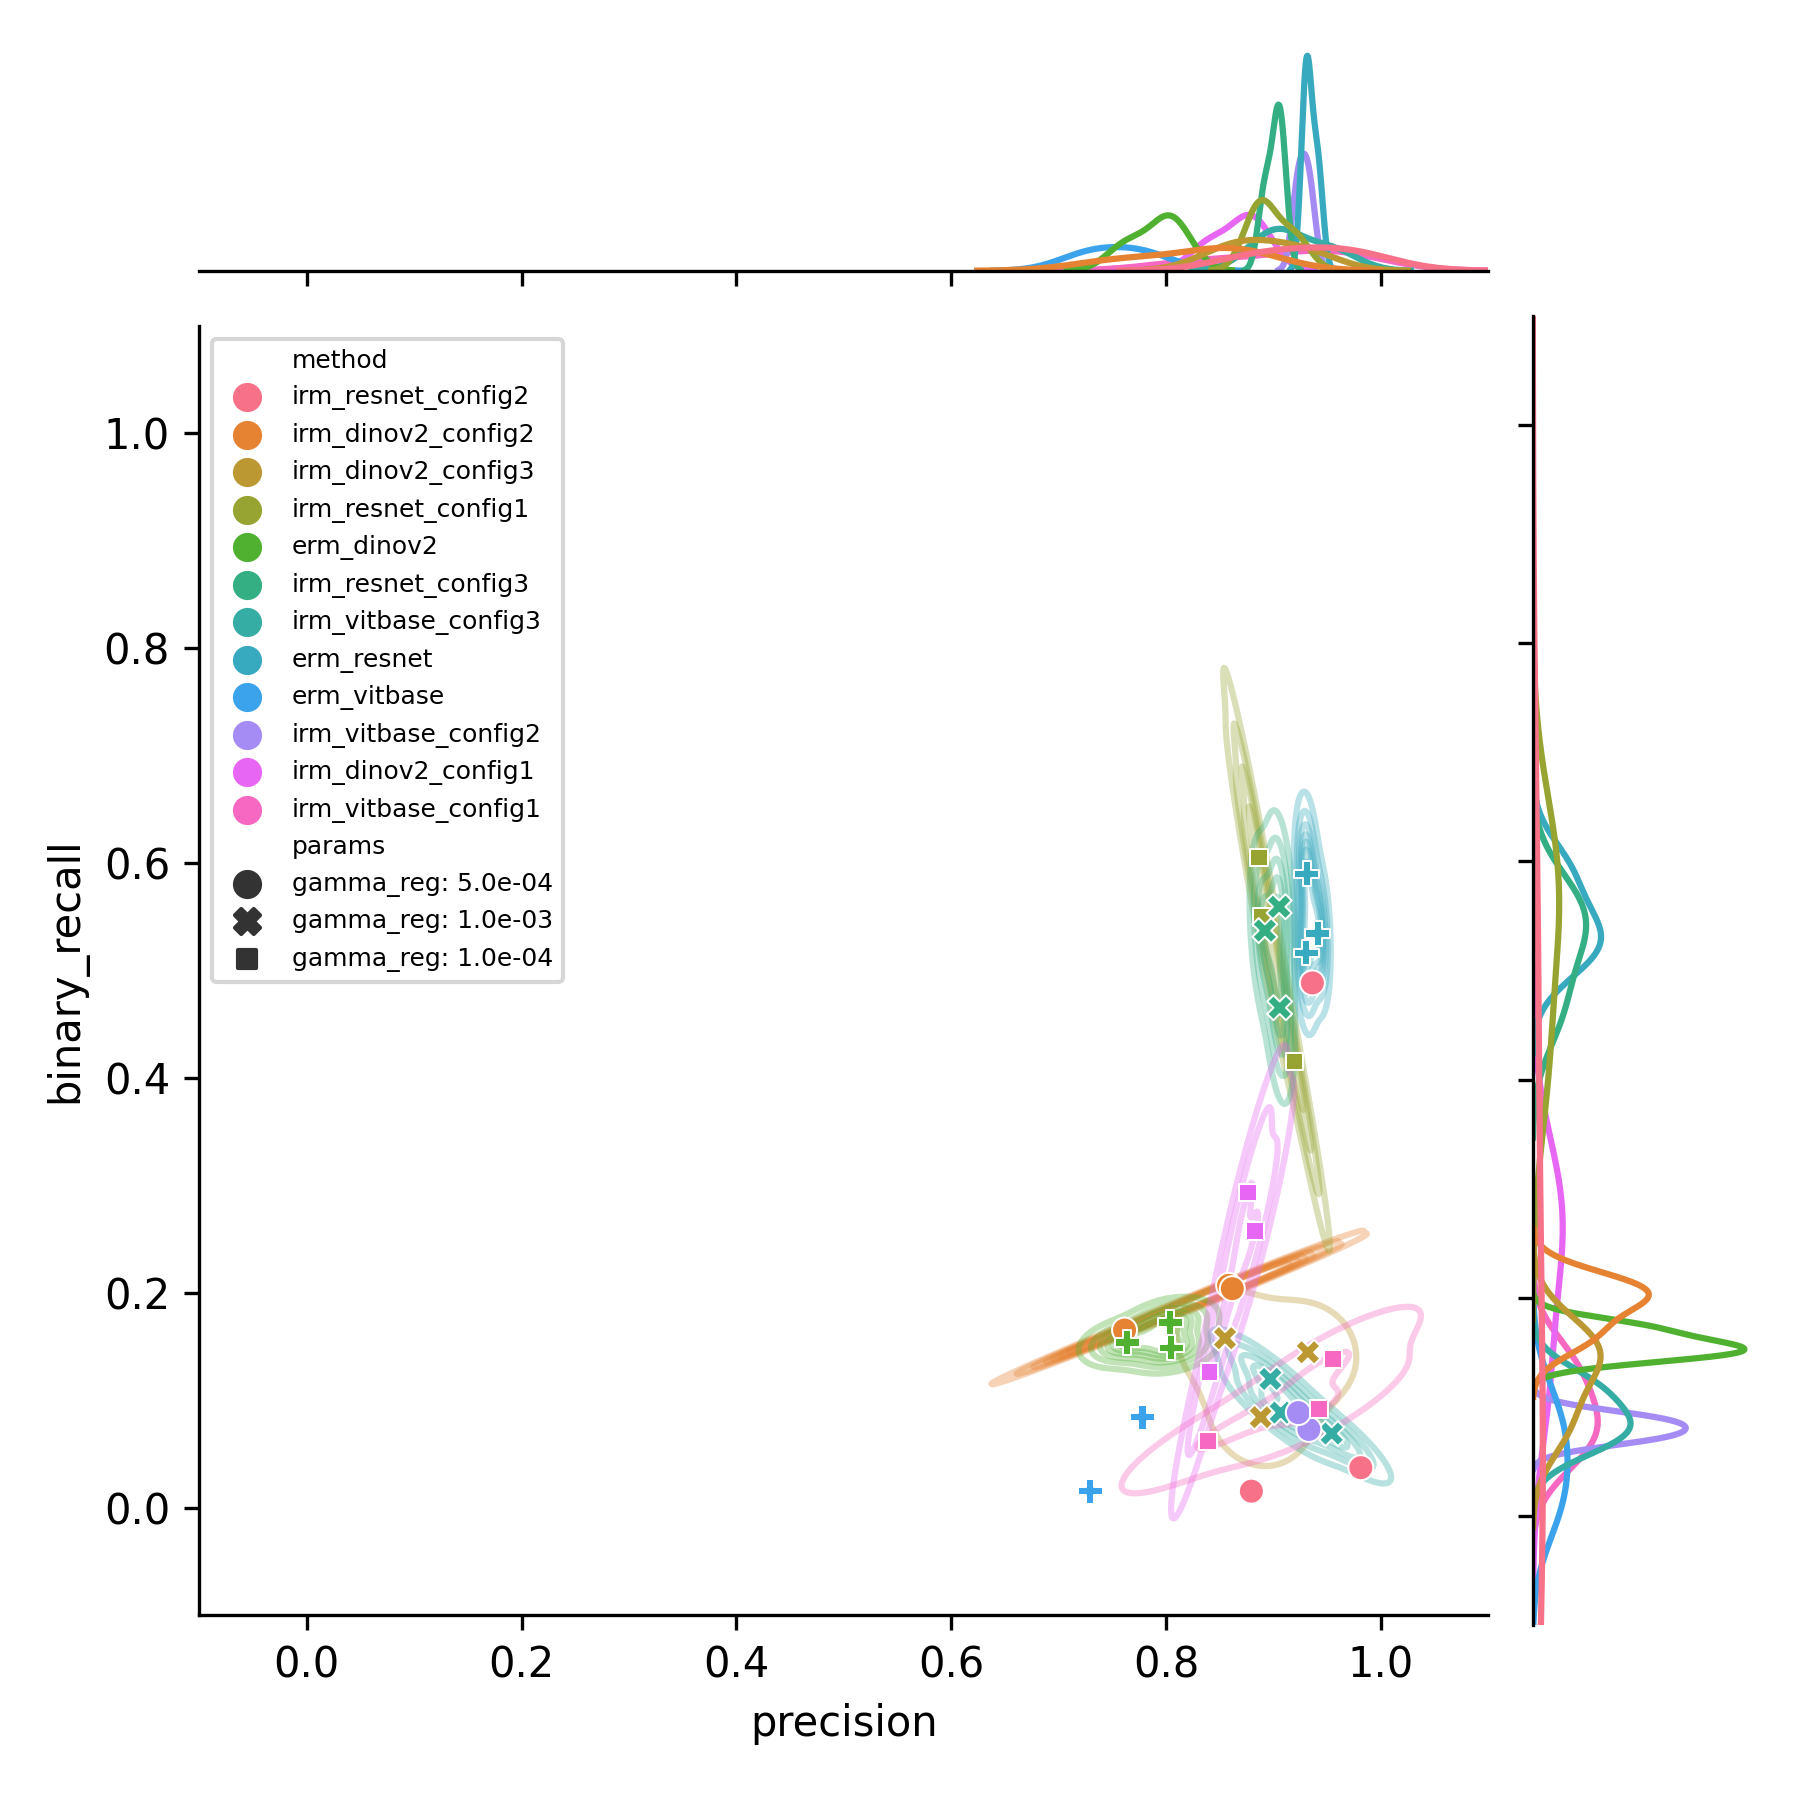 method
irm_resnet_config2
irm_dinov2_config2
irm_dinov2_config3
irm_resnet_config1
erm_dinov2
irm_resnet_config3
irm_vitbase_config3
erm_resnet
erm_vitbase
irm_vitbase_config2
irm_dinov2_config1
irm_vitbase_config1
params
gamma_reg: 5.0e-04
gamma_reg: 1.0e-03
gamma_reg: 1.0e-04
binary_recall
1.0
0.8
0.6
0.4
0.2
0.0
0.0 0.2 0.4 0.6 0.8 1.0
precision